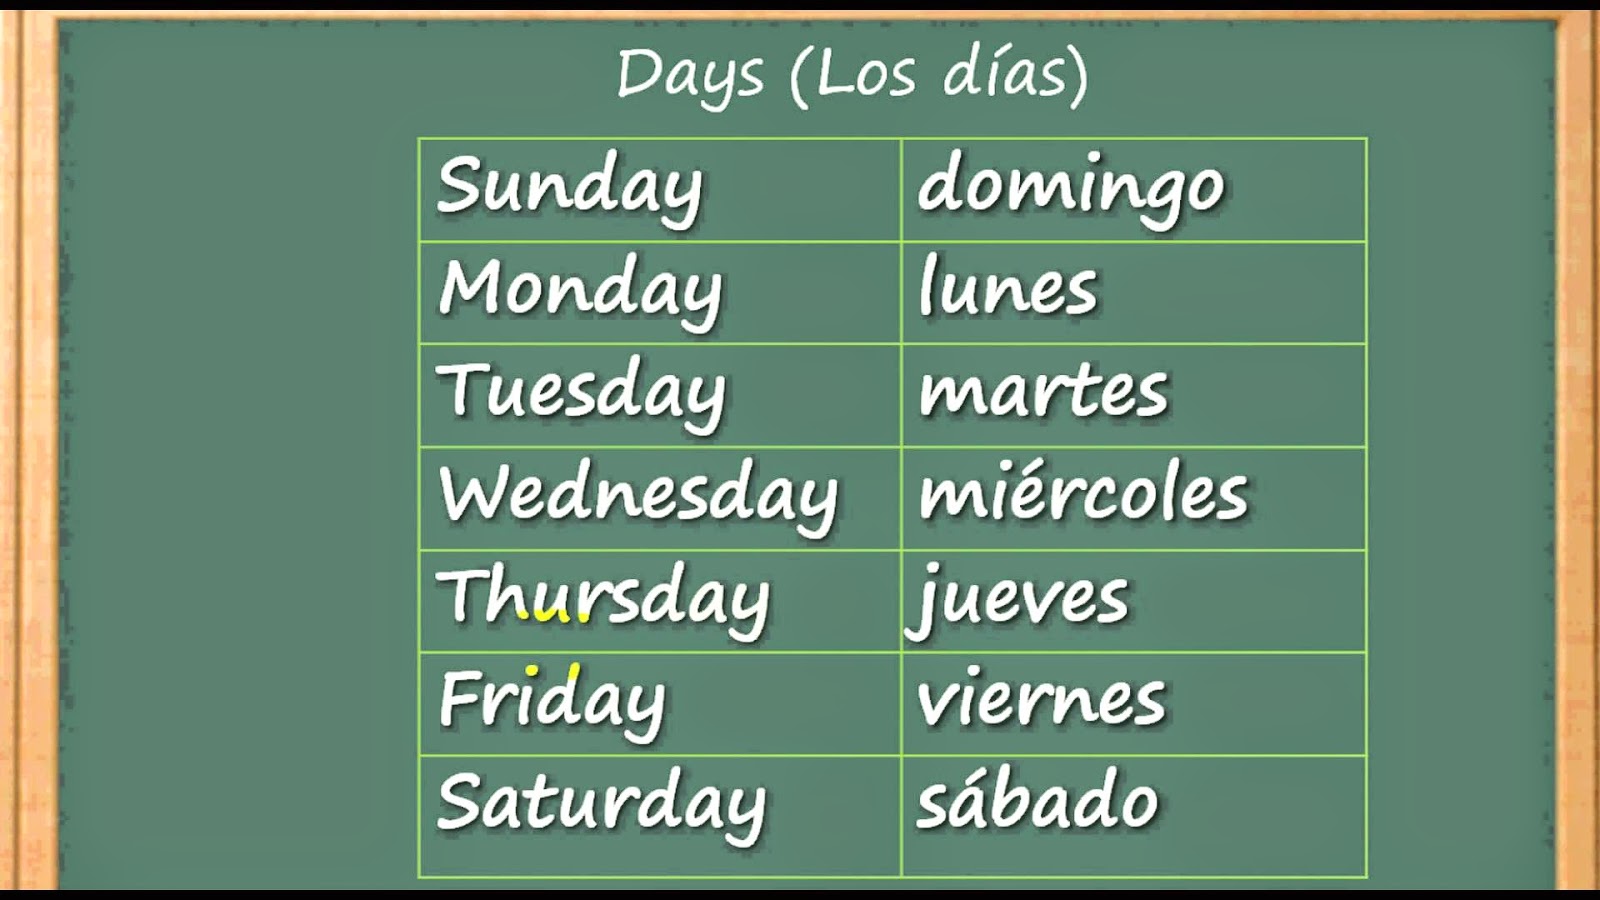 Days (Los días)
Sunday domingo
Monday lunes
Tuesday martes
Wednesday miércoles
Thursday jueves
Friday viernes
Saturday sábado